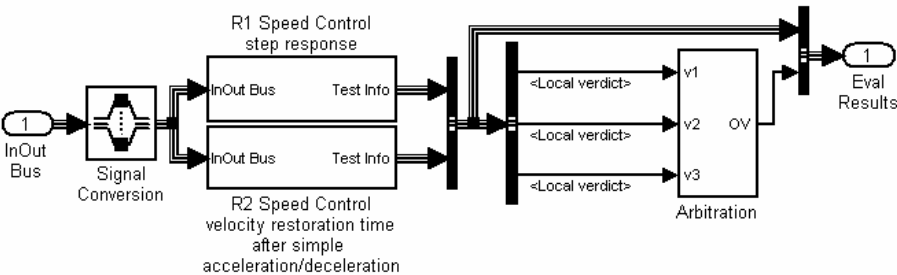 R1 Speed Control
step response
InOut Bus
Test Info
InOut Bus
Test Info
R2 Speed Control
velocity restoration time
after simple
acceleration/deceleration
1
InOut
Bus
Signal
Conversion
<Local verdict>
<Local verdict>
<Local verdict>
v1
v2
v3
OV
Arbitration
1
Eval
Results